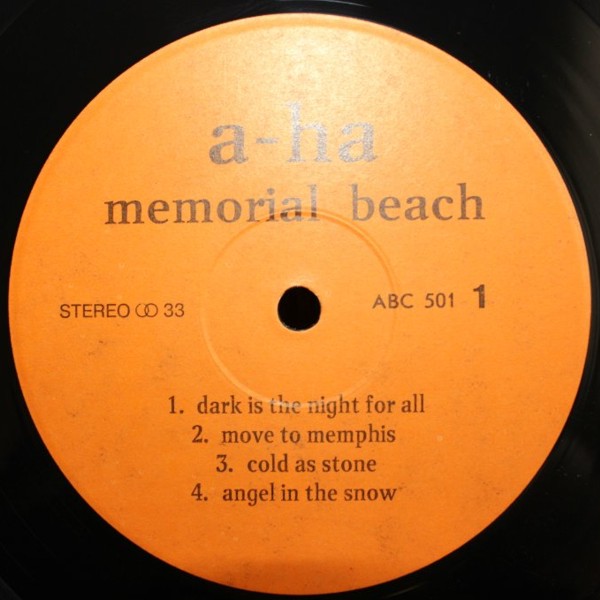 a-ha
memorial beach
STEREO ꝏ 33 ABC 501 1
1. dark is the night for all
2. move to memphis
3. cold as stone
4. angel in the snow